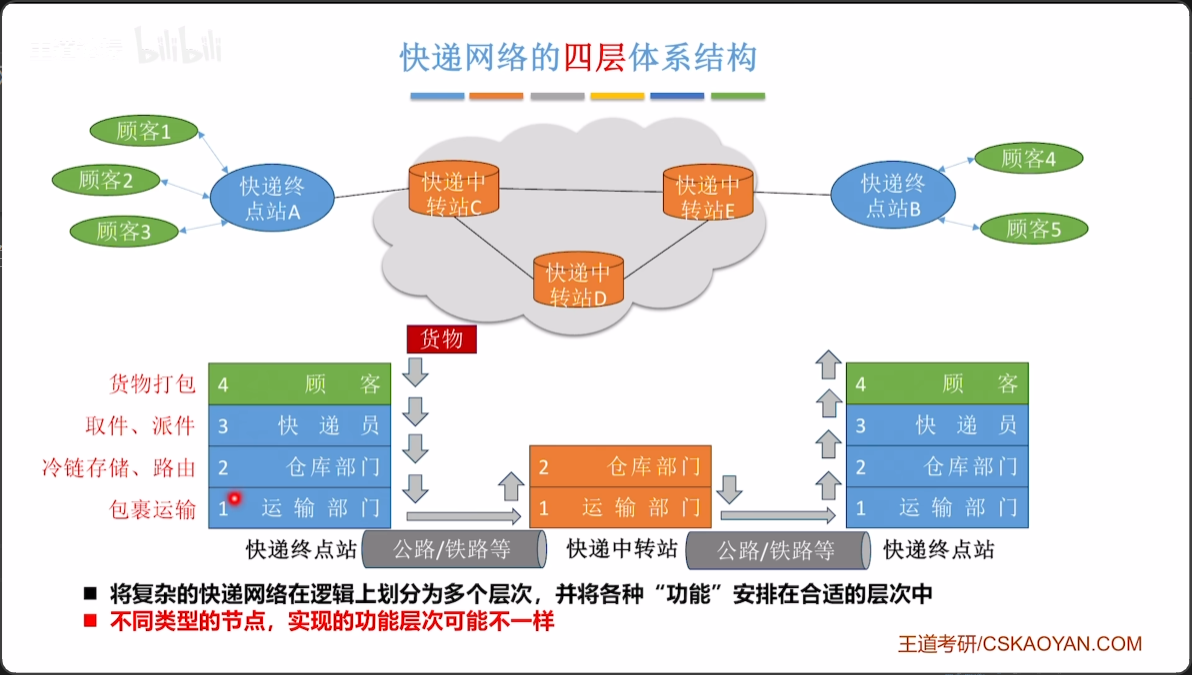 bilibili
快递网络的四层体系结构
顾客1
顾客2
顾客3
快递终
点站A
快递中
转站C
快递中
转站E
快递中
转站D
快递终
点站B
顾客4
顾客5
货物
货物打包
4 顾 客
取件、派件
3 快 递 员
冷链存储、路由
2 仓库部门
包裹运输
1 运输部门
2 仓库部门
1 运输部门
4 顾 客
3 快 递 员
2 仓库部门
1 运输部门
快递终点站
公路/铁路等
快递中转站
公路/铁路等
快递终点站
■ 将复杂的快递网络在逻辑上划分为多个层次，并将各种“功能”安排在合适的层次中
■ 不同类型的节点，实现的功能层次可能不一样
王道考研/CSKAOYAN.COM